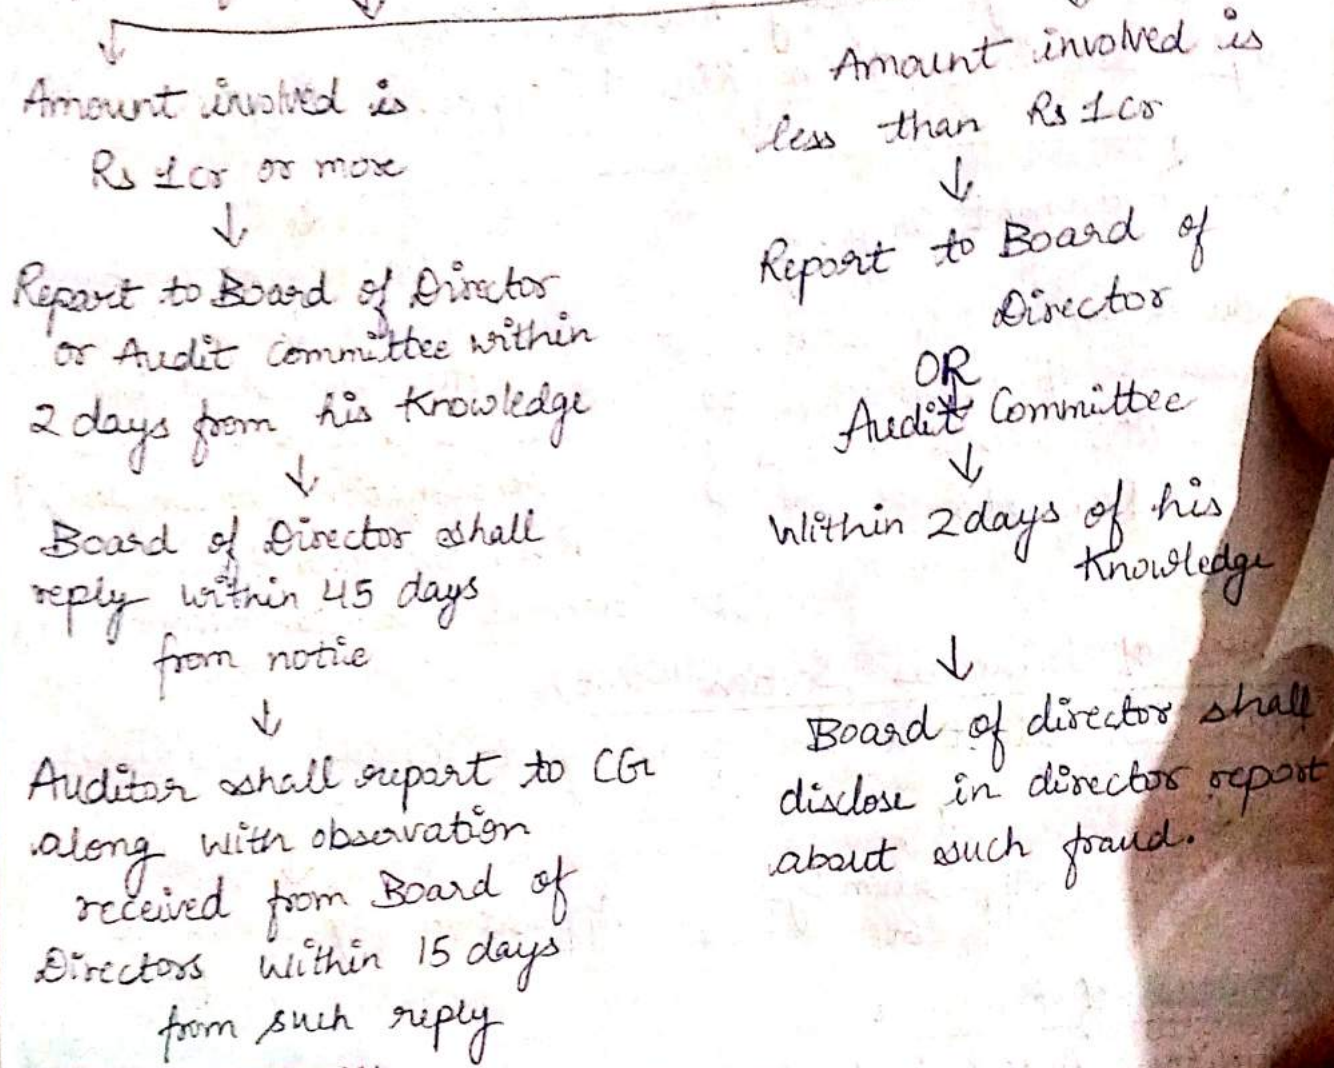 Amount involved is
Rs 1cr or more
↓
Report to Board of Director
or Audit Committee within
2 days from his Knowledge
↓
Board of Director shall
reply within 45 days
from notice
↓
Auditor shall report to CG
along with observation
received from Board of
Directors within 15 days
from such reply
Amount involved is
less than Rs 1cr
↓
Report to Board of
Director
OR
Audit Committee
↓
Within 2 days of his
Knowledge
↓
Board of director shall
disclose in director report
about such fraud.